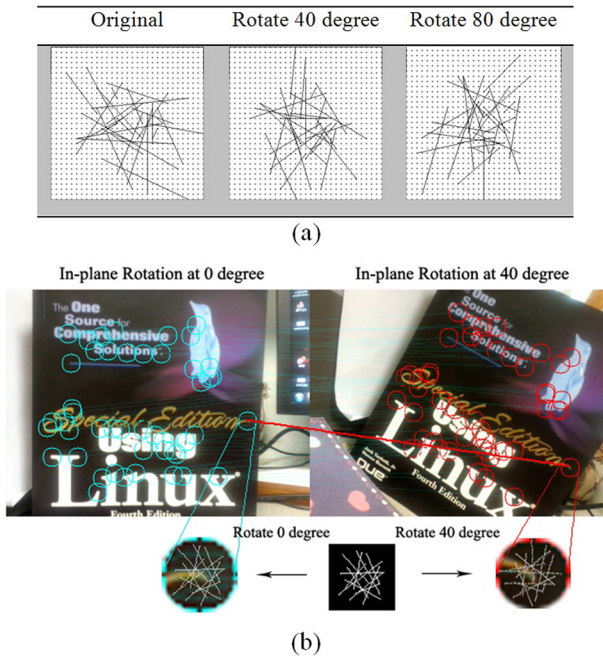 Original Rotate 40 degree Rotate 80 degree
(a)
In-plane Rotation at 0 degree In-plane Rotation at 40 degree
The One
Source for
Comprehensive
Solutions
Special Edition
Using
Linux
Fourth Edition
The One
Source for
Comprehensive
Solutions
Special Edition
Using
Linux
QUE
Fourth Edition
Rotate 0 degree Rotate 40 degree
(b)